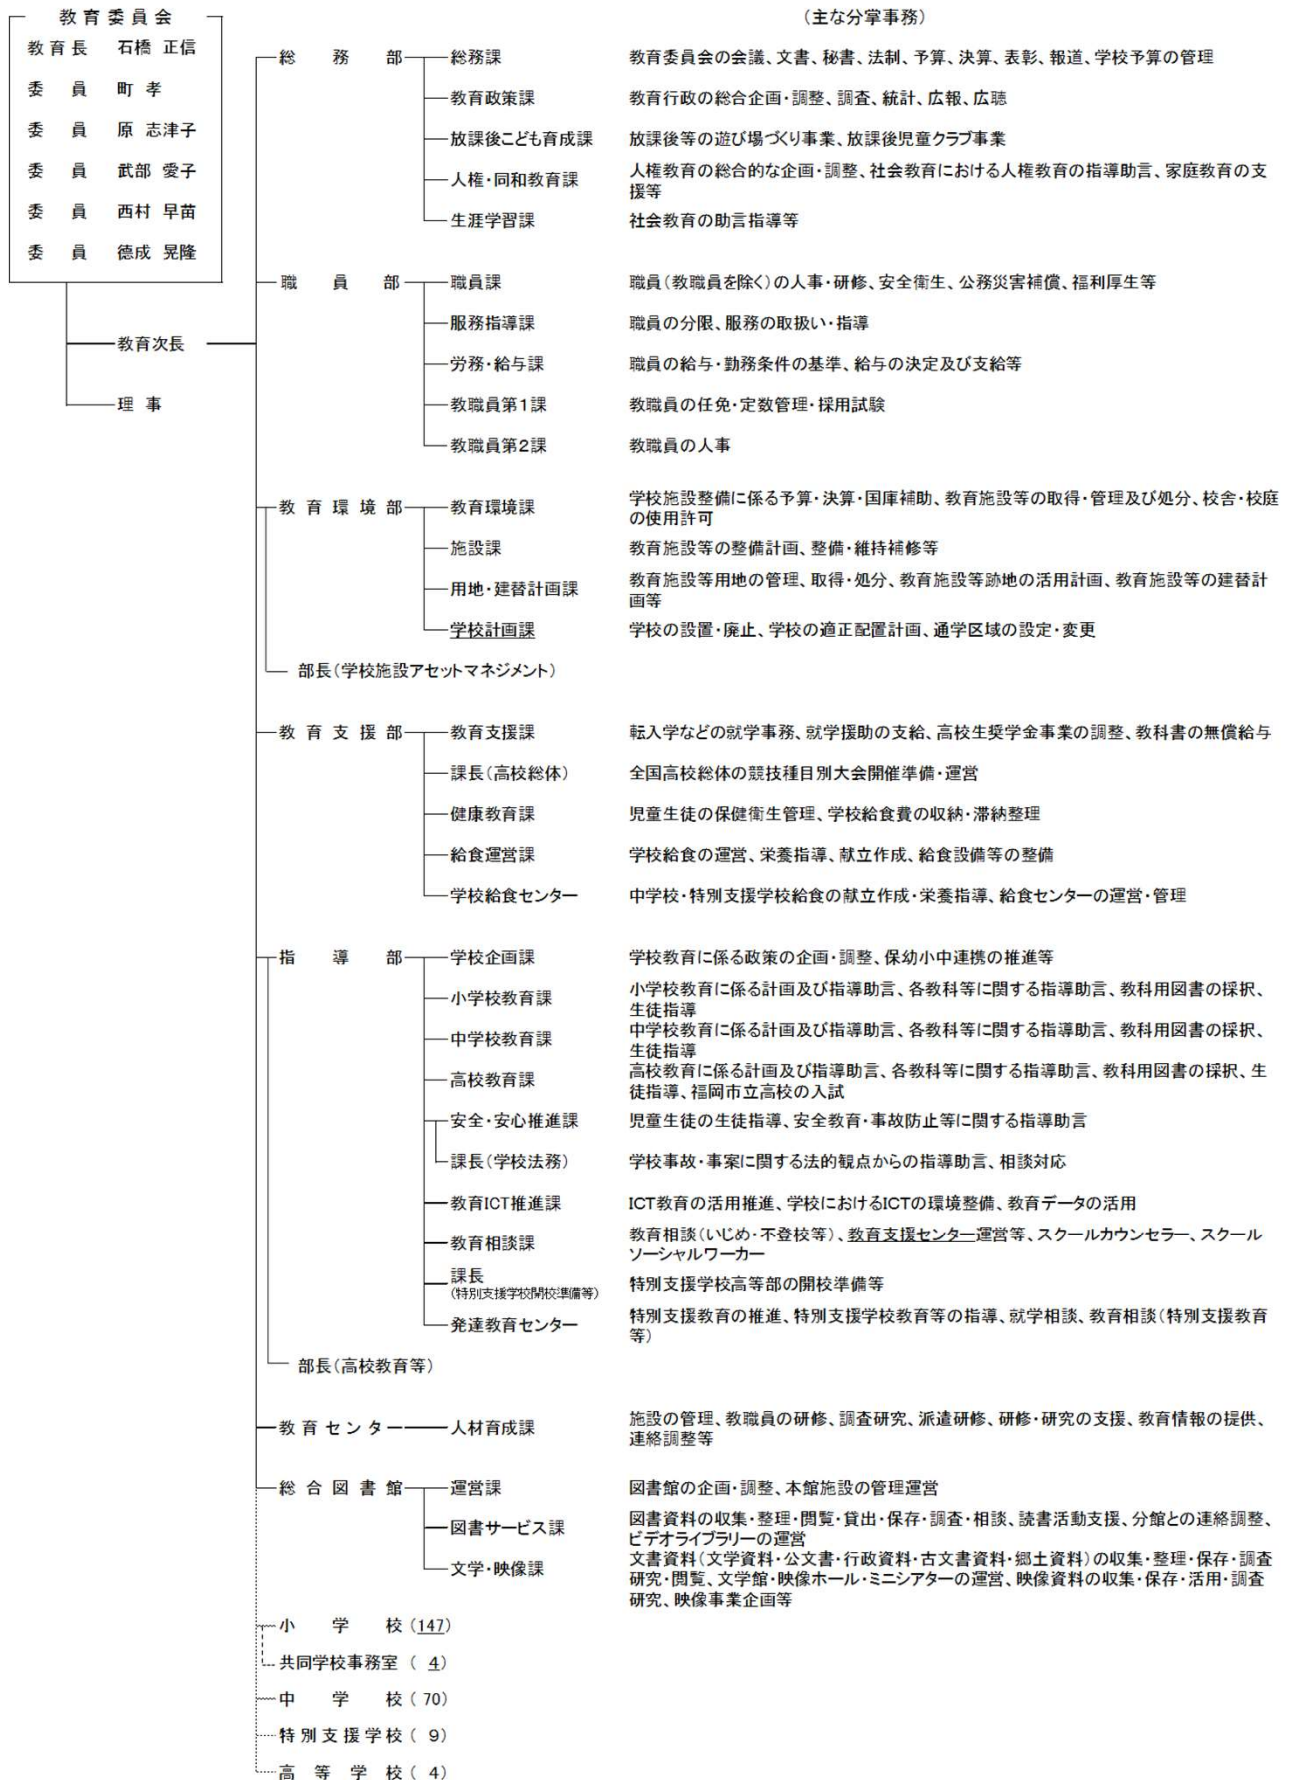 教育委員会
(主な分掌事務)
教育長 石橋 正信
委員 町 孝
委員 原 志津子
委員 武部 愛子
委員 西村 早苗
委員 德成 晃隆
教育次長
理事
総務部 総務課 教育委員会の会議、文書、秘書、法制、予算、決算、表彰、報道、学校予算の管理
教育政策課 教育行政の総合企画・調整、調査、統計、広報、広聴
放課後こども育成課 放課後等の遊び場づくり事業、放課後児童クラブ事業
人権・同和教育課 人権教育の総合的な企画・調整、社会教育における人権教育の指導助言、家庭教育の支
援等
生涯学習課 社会教育の助言指導等
職員部 職員課 職員(教職員を除く)の人事・研修、安全衛生、公務災害補償、福利厚生等
服務指導課 職員の分限、服務の取扱い・指導
労務・給与課 職員の給与・勤務条件の基準、給与の決定及び支給等
教職員第1課 教職員の任免・定数管理・採用試験
教職員第2課 教職員の人事
教育環境部 教育環境課 学校施設整備に係る予算・決算・国庫補助、教育施設等の取得・管理及び処分、校舎・校庭
の使用許可
施設課 教育施設等の整備計画、整備・維持補修等
用地・建替計画課 教育施設等用地の管理、取得・処分、教育施設等跡地の活用計画、教育施設等の建替計
画等
学校計画課 学校の設置・廃止、学校の適正配置計画、通学区域の設定・変更
部長(学校施設アセットマネジメント)
教育支援部 教育支援課 転入学などの就学事務、就学援助の支給、高校生奨学金事業の調整、教科書の無償給与
課長(高校総体) 全国高校総体の競技種目別大会開催準備・運営
健康教育課 児童生徒の保健衛生管理、学校給食費の収納・滞納整理
給食運営課 学校給食の運営、栄養指導、献立作成、給食設備等の整備
学校給食センター 中学校・特別支援学校給食の献立作成・栄養指導、給食センターの運営・管理
指導部 学校企画課 学校教育に係る政策の企画・調整、保幼小中連携の推進等
小学校教育課 小学校教育に係る計画及び指導助言、各教科等に関する指導助言、教科用図書の採択、
生徒指導
中学校教育課 中学校教育に係る計画及び指導助言、各教科等に関する指導助言、教科用図書の採択、
生徒指導
高校教育課 高校教育に係る計画及び指導助言、各教科等に関する指導助言、教科用図書の採択、生
徒指導、福岡市立高校の入試
安全・安心推進課 児童生徒の生徒指導、安全教育・事故防止等に関する指導助言
課長(学校法務) 学校事故・事案に関する法的観点からの指導助言、相談対応
教育ICT推進課 ICT教育の活用推進、学校におけるICTの環境整備、教育データの活用
教育相談課 教育相談(いじめ・不登校等)、教育支援センター運営等、スクールカウンセラー、スクール
ソーシャルワーカー
課長
(特別支援学校開校準備等) 特別支援学校高等部の開校準備等
発達教育センター 特別支援教育の推進、特別支援学校教育等の指導、就学相談、教育相談(特別支援教育
等)
部長(高校教育等)
教育センター 人材育成課 施設の管理、教職員の研修、調査研究、派遣研修、研修・研究の支援、教育情報の提供、
連絡調整等
総合図書館 運営課 図書館の企画・調整、本館施設の管理運営
図書サービス課 図書資料の収集・整理・閲覧・貸出・保存・調査・相談、読書活動支援、分館との連絡調整、
ビデオライブラリーの運営
文学・映像課 文書資料(文学資料・公文書・行政資料・古文書資料・郷土資料)の収集・整理・保存・調査
研究・閲覧、文学館・映像ホール・ミニシアターの運営、映像資料の収集・保存・活用・調査
研究、映像事業企画等
小学校(147)
共同学校事務室(4)
中学校(70)
特別支援学校(9)
高等学校(4)